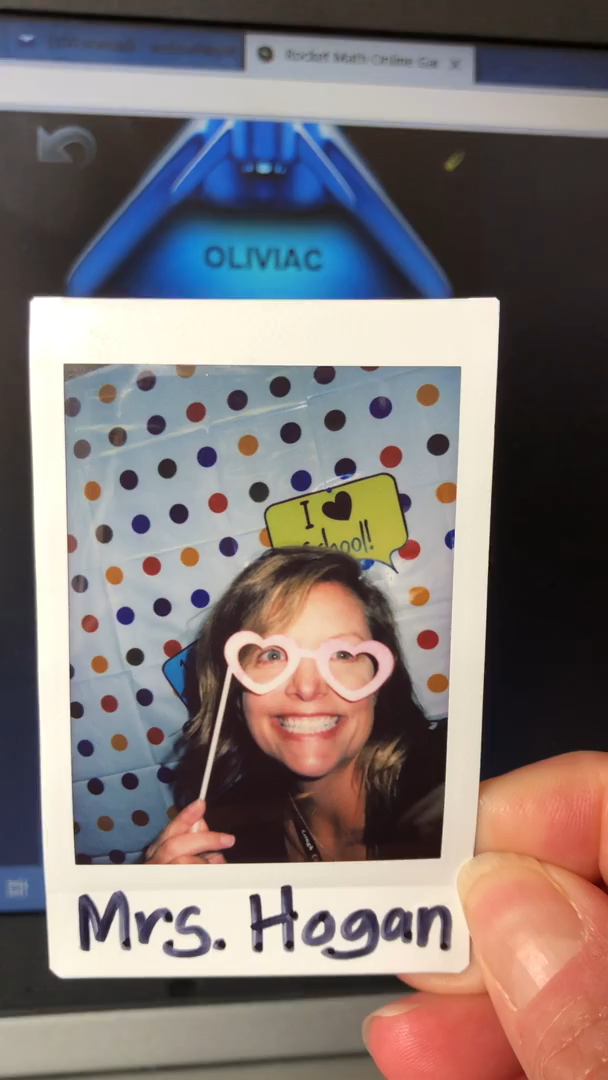 Rocket Math Online Gar
OLIVIAC
I ♥
school!
Mrs. Hogan